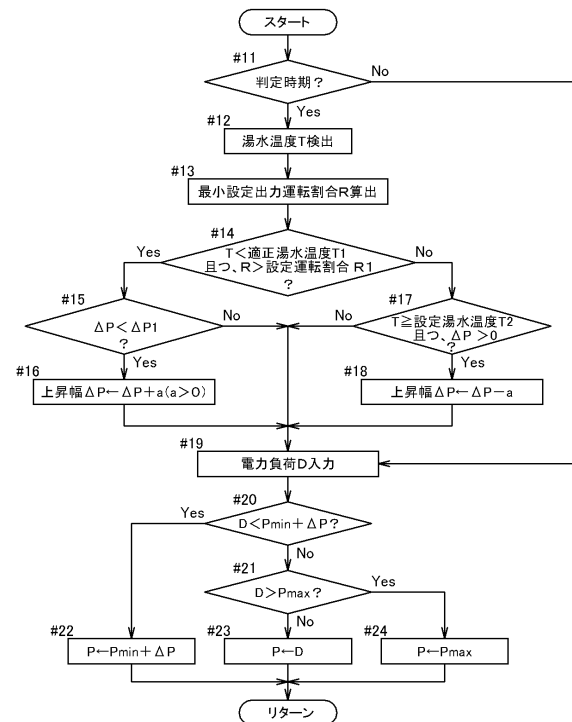 スタート
#11
判定時期？
No
Yes
#12
湯水温度T検出
#13
最小設定出力運転割合R算出
#14
Yes
T＜適正湯水温度T1
且つ、R＞設定運転割合 R1
？
No
#15
ΔP＜ΔP1
？
No
Yes
#17
No
T≧設定湯水温度T2
且つ、ΔP＞0
？
Yes
#16
上昇幅ΔP←ΔP＋a(a＞0)
#18
上昇幅ΔP←ΔP－a
#19
電力負荷D入力
#20
Yes
D＜Pmin＋ΔP？
No
#21
D＞Pmax？
Yes
No
#22
P←Pmin＋ΔP
#23
P←D
#24
P←Pmax
リターン